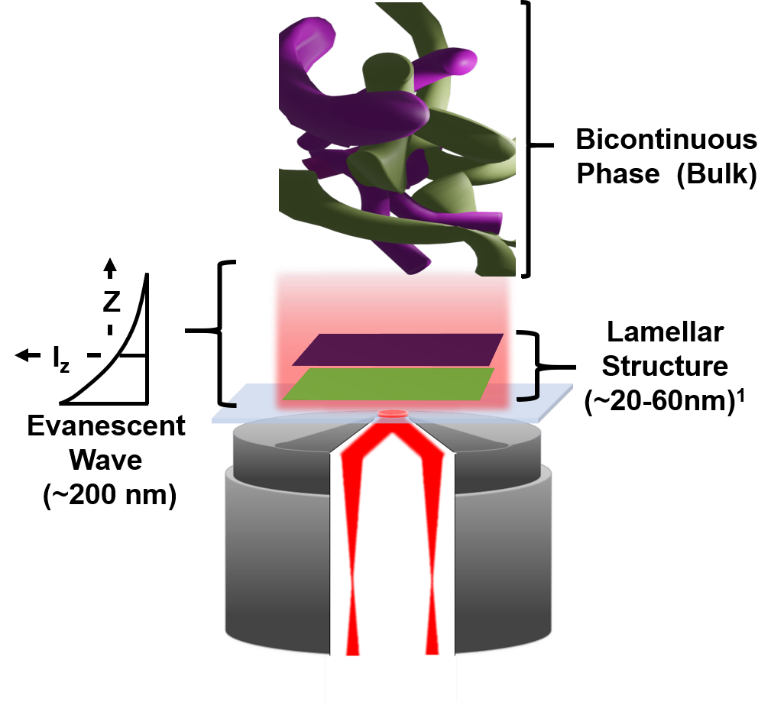 Bicontinuous
Phase (Bulk)
Z
I_z
Lamellar
Structure
(~20-60nm)¹
Evanescent
Wave
(~200 nm)